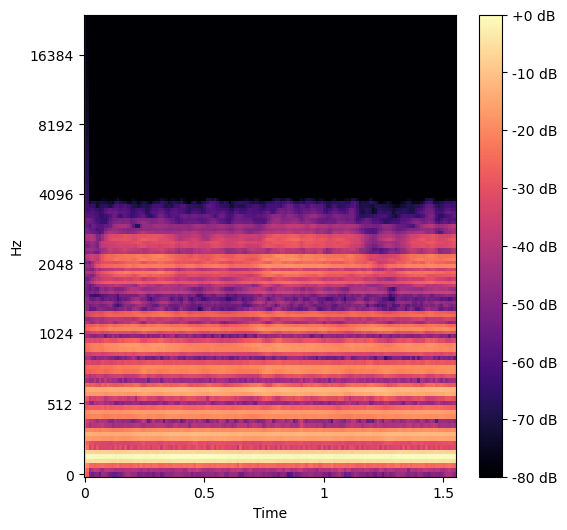 +0 dB
16384
-10 dB
8192
-20 dB
4096
-30 dB
Hz
2048
-40 dB
-50 dB
1024
-60 dB
512
-70 dB
0
-80 dB
0 0.5 1 1.5
Time